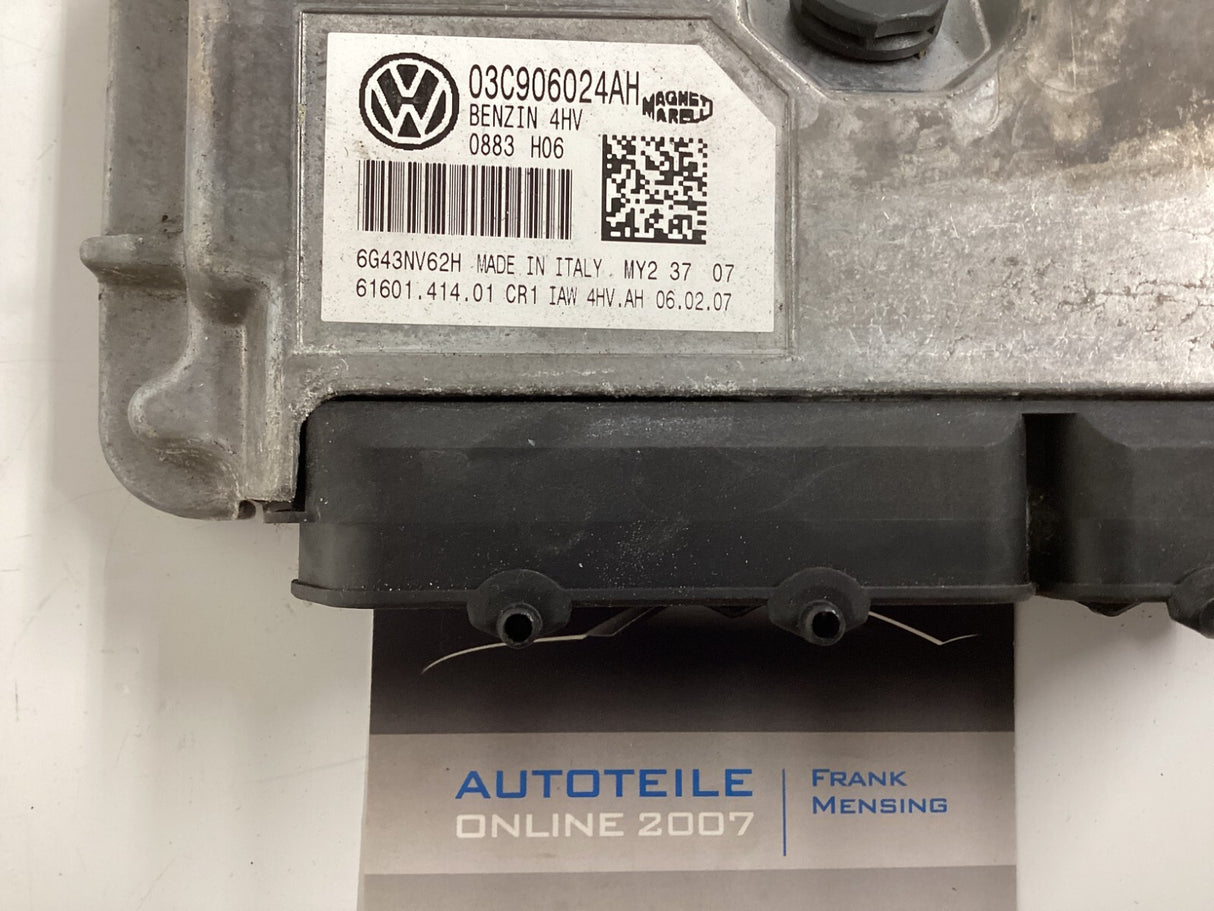 03C906024AH
MAGNETI
MARELLI
BENZIN 4HV
0883 H06
6G43NV62H MADE IN ITALY. MY2 37 07
61601.414.01 CR1 IAW 4HV.AH 06.02.07
AUTOTEILE
ONLINE 2007
FRANK
MENSING